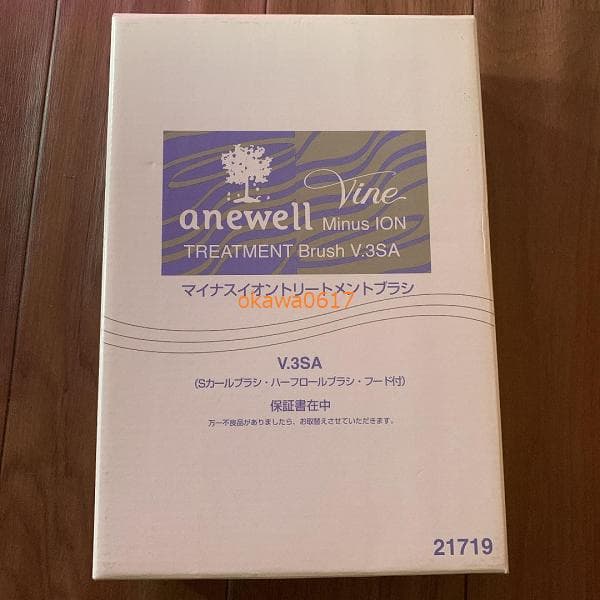 Vine
anewell Minus ION
TREATMENT Brush V.3SA
マイナスイオントリートメントブラシ
okawa0617
V.3SA
(Sカールブラシ・ハーフロールブラシ・フード付)
保証書在中
万一不良品がありましたら、お取替えさせていただきます。
21719